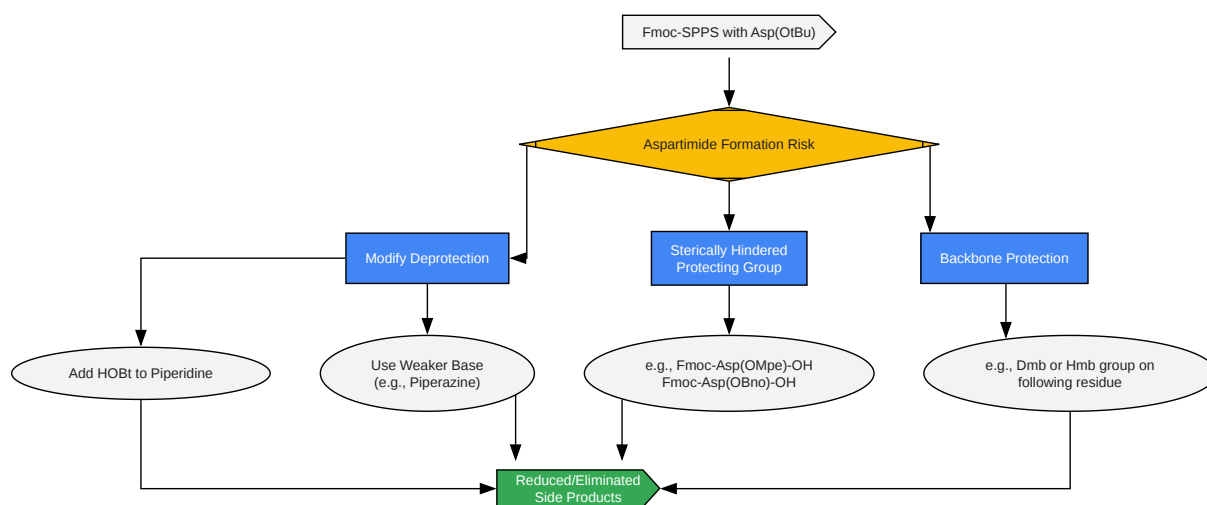 Fmoc-SPPS with Asp(OtBu)
Aspartimide Formation Risk
Modify Deprotection
Sterically Hindered
Protecting Group
Backbone Protection
Add HOBt to Piperidine
Use Weaker Base
(e.g., Piperazine)
e.g., Fmoc-Asp(OMpe)-OH
Fmoc-Asp(OBno)-OH
e.g., Dmb or Hmb group on
following residue
Reduced/Eliminated
Side Products